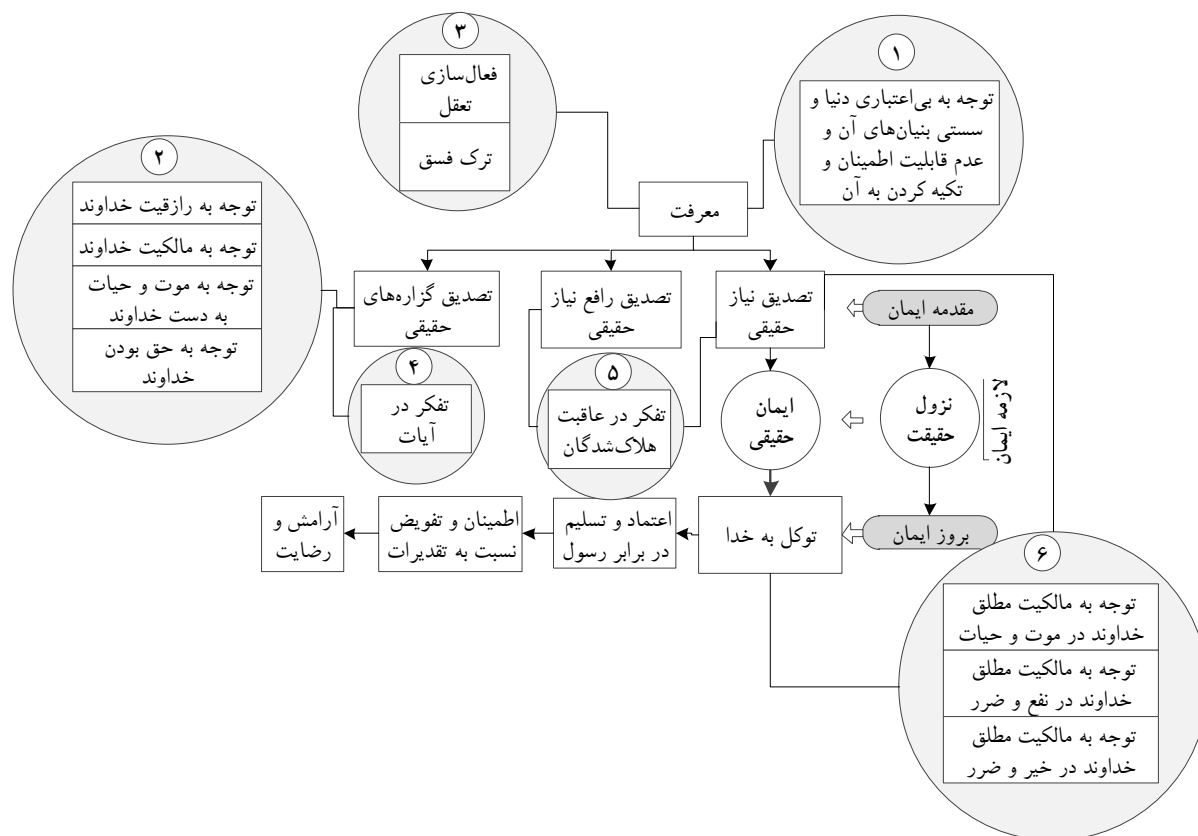 ۱
توجه به بی‌اعتباری دنیا و
سستی بنیان‌های آن و
عدم قابلیت اطمینان و
تکیه کردن به آن
۳
فعال‌سازی
تعقل
ترک فسق
۲
توجه به رازقیت خداوند
توجه به مالکیت خداوند
توجه به موت و حیات
به دست خداوند
توجه به حق بودن
خداوند
معرفت
تصدیق نیاز
حقیقی
تصدیق رافع نیاز
حقیقی
تصدیق گزاره‌های
حقیقی
مقدمه ایمان
نزول
حقیقت
لازمه ایمان
ایمان
حقیقی
۵
تفکر در عاقبت
هلاک‌شدگان
۴
تفکر در
آیات
بروز ایمان
توکل به خدا
اعتماد و تسلیم
در برابر رسول
اطمینان و تفویض
نسبت به تقدیرات
آرامش و
رضایت
۶
توجه به مالکیت مطلق
خداوند در موت و حیات
توجه به مالکیت مطلق
خداوند در نفع و ضرر
توجه به مالکیت مطلق
خداوند در خیر و ضرر